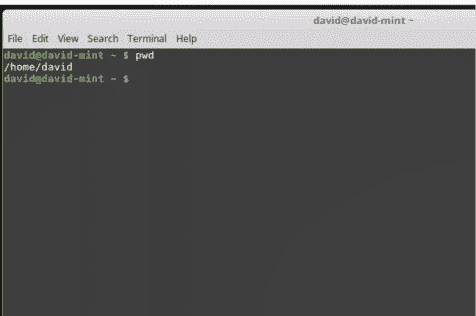 david@david-mint ~
File Edit View Search Terminal Help
david@david-mint ~ $ pwd
/home/david
david@david-mint ~ $